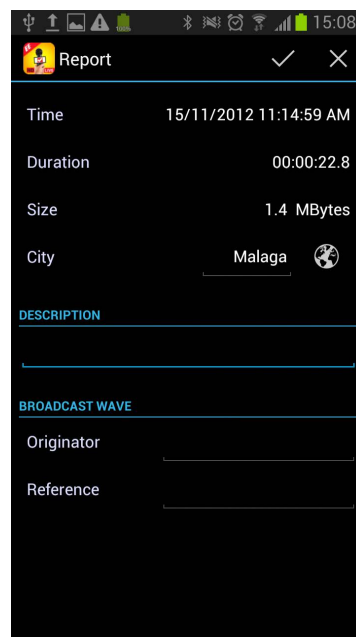 15:08
Report
Time 15/11/2012 11:14:59 AM
Duration 00:00:22.8
Size 1.4 MBytes
City Malaga
DESCRIPTION
BROADCAST WAVE
Originator
Reference